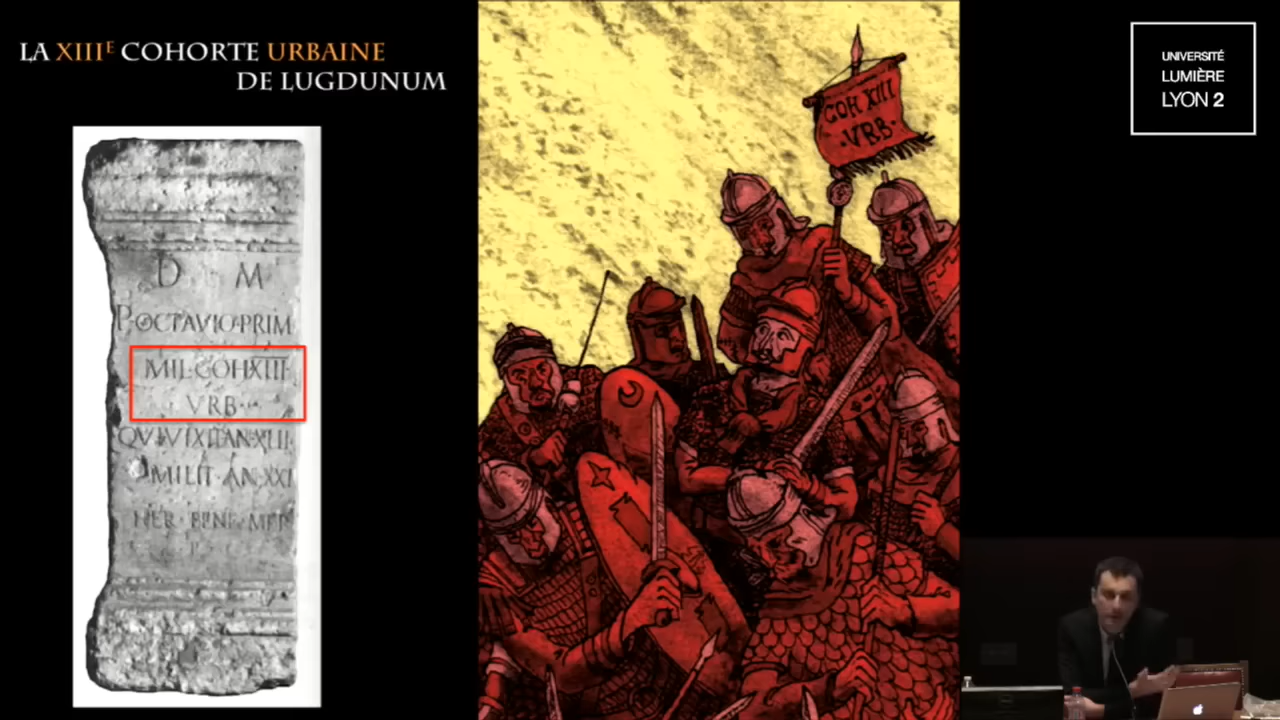 LA XIIIE COHORTE URBAINE
DE LUGDUNUM
D M
P·OCTAVIO·PRIM
MIL·COH XIII
VRB
QVI VIXIT AN·XLII
MILIT·AN·XXI
HER·BENE·MER
COH XIII
·VRB·
UNIVERSITÉ
LUMIÈRE
LYON 2